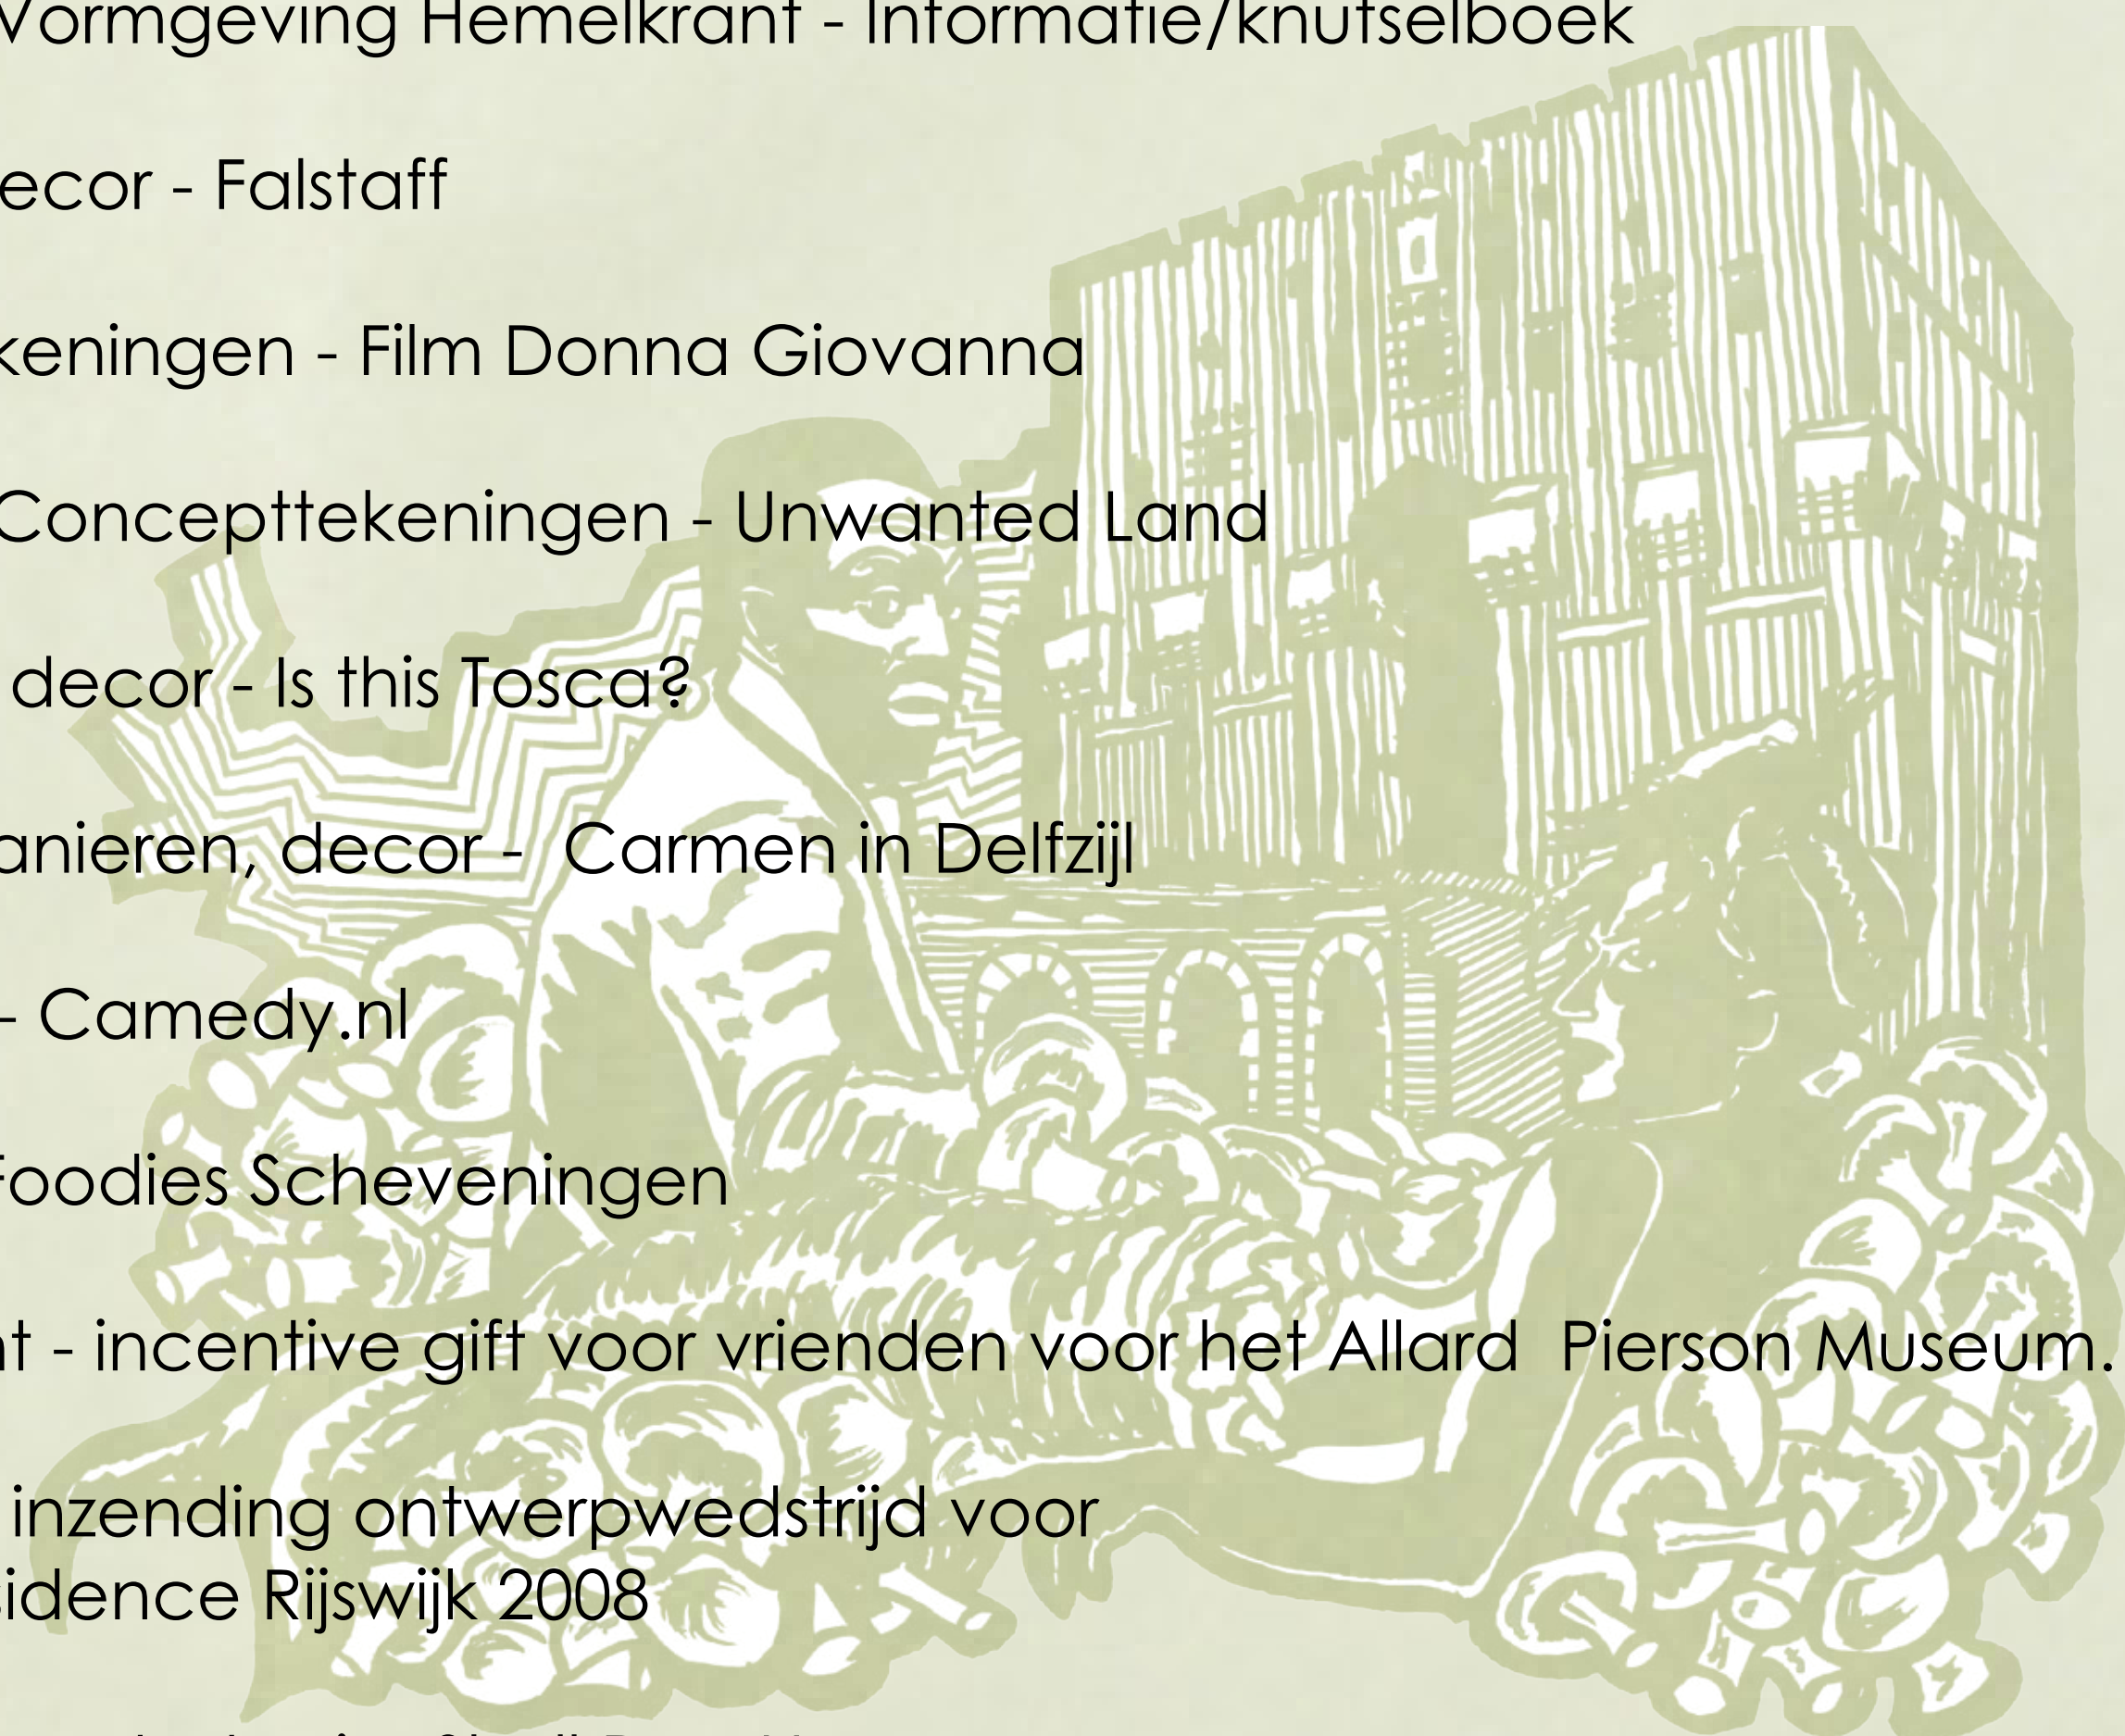 Vormgeving Hemelkrant - Informatie/knutselboek
ecor - Falstaff
keningen - Film Donna Giovanna
Concepttekeningen - Unwanted Land
decor - Is this Tosca?
anieren, decor - Carmen in Delfzijl
- Camedy.nl
Foodies Scheveningen
nt - incentive gift voor vrienden voor het Allard Pierson Museum.
inzending ontwerpwedstrijd voor
sidence Rijswijk 2008